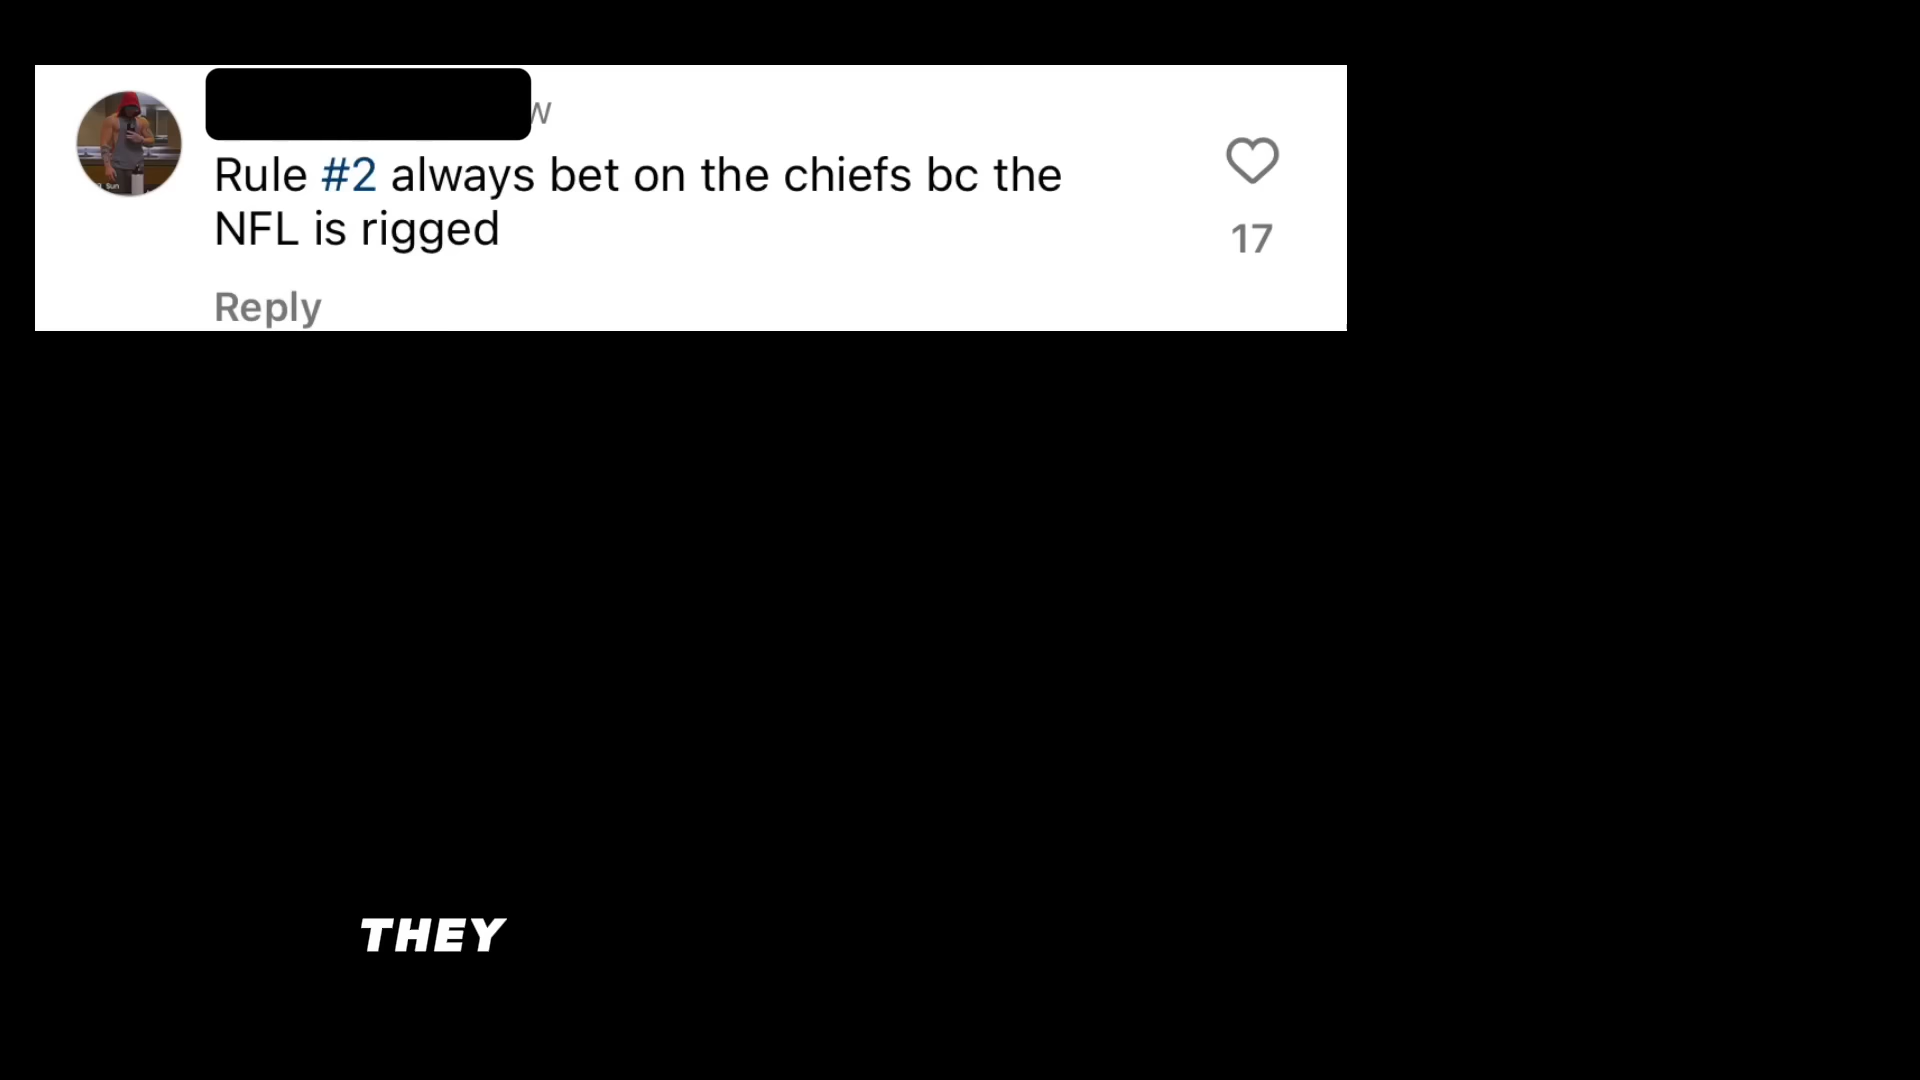 w
Rule #2 always bet on the chiefs bc the
NFL is rigged
17
Reply
THEY